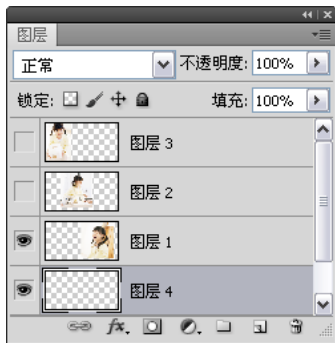 图层
正常 不透明度: 100%
锁定: 填充: 100%
图层 3
图层 2
图层 1
图层 4
fx.